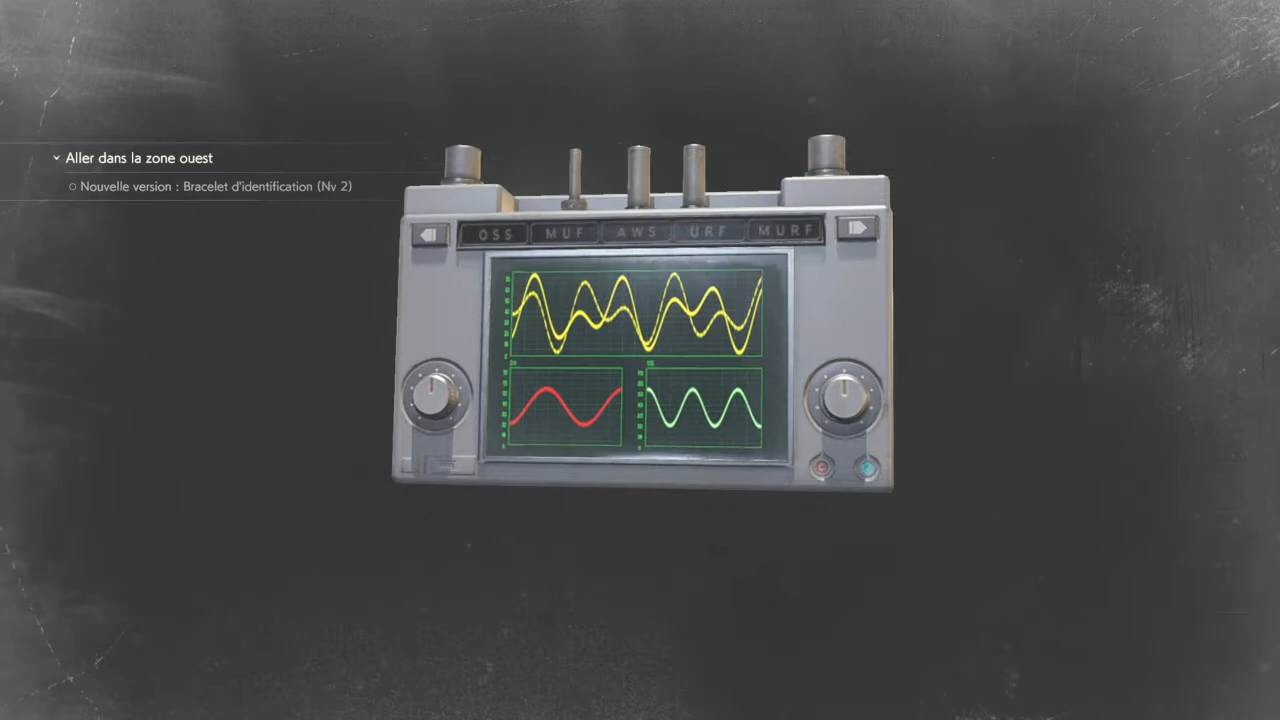 Aller dans la zone ouest
Nouvelle version : Bracelet d'identification (Nv 2)
OSS MUF AWS URF MURF